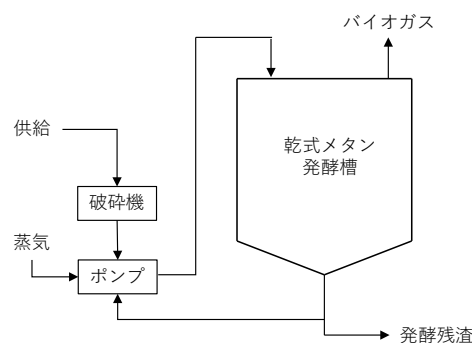 バイオガス
供給
乾式メタン
発酵槽
破砕機
蒸気
ポンプ
発酵残渣